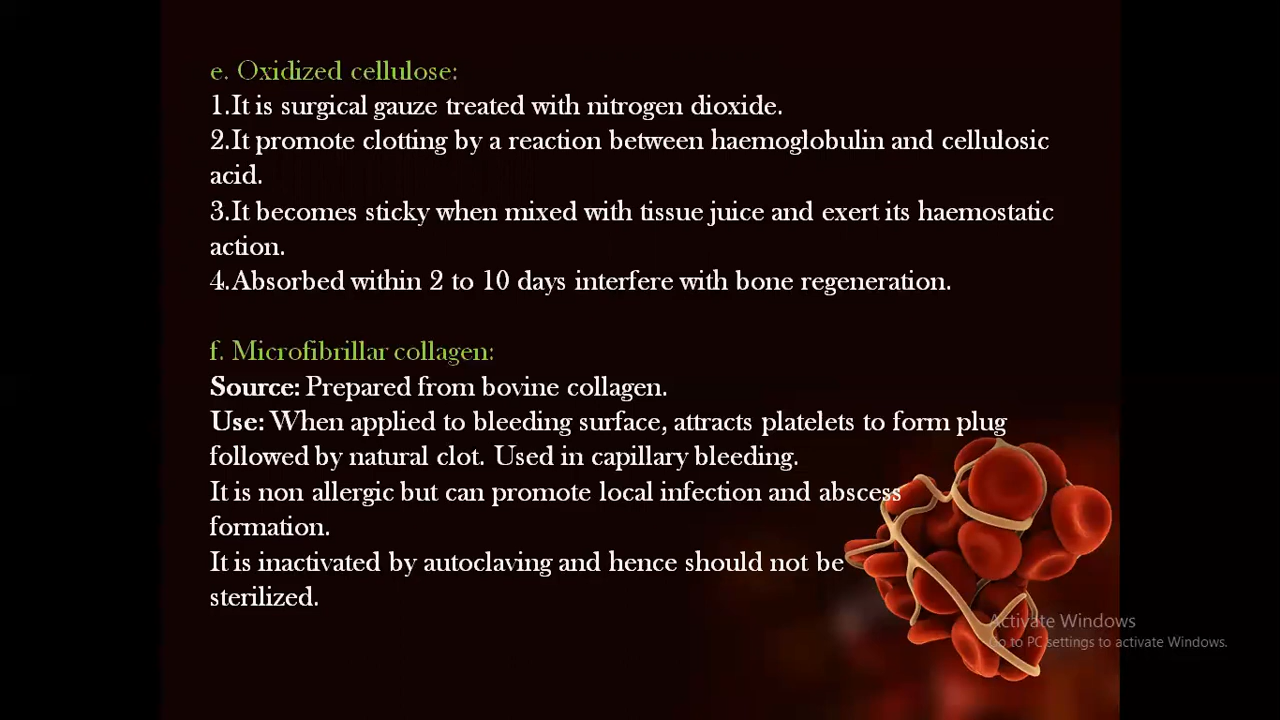 e. Oxidized cellulose:
1.It is surgical gauze treated with nitrogen dioxide.
2.It promote clotting by a reaction between haemoglobulin and cellulosic
acid.
3.It becomes sticky when mixed with tissue juice and exert its haemostatic
action.
4.Absorbed within 2 to 10 days interfere with bone regeneration.
f. Microfibrillar collagen:
Source: Prepared from bovine collagen.
Use: When applied to bleeding surface, attracts platelets to form plug
followed by natural clot. Used in capillary bleeding.
It is non allergic but can promote local infection and abscess
formation.
It is inactivated by autoclaving and hence should not be
sterilized.
Activate Windows
Go to PC settings to activate Windows.